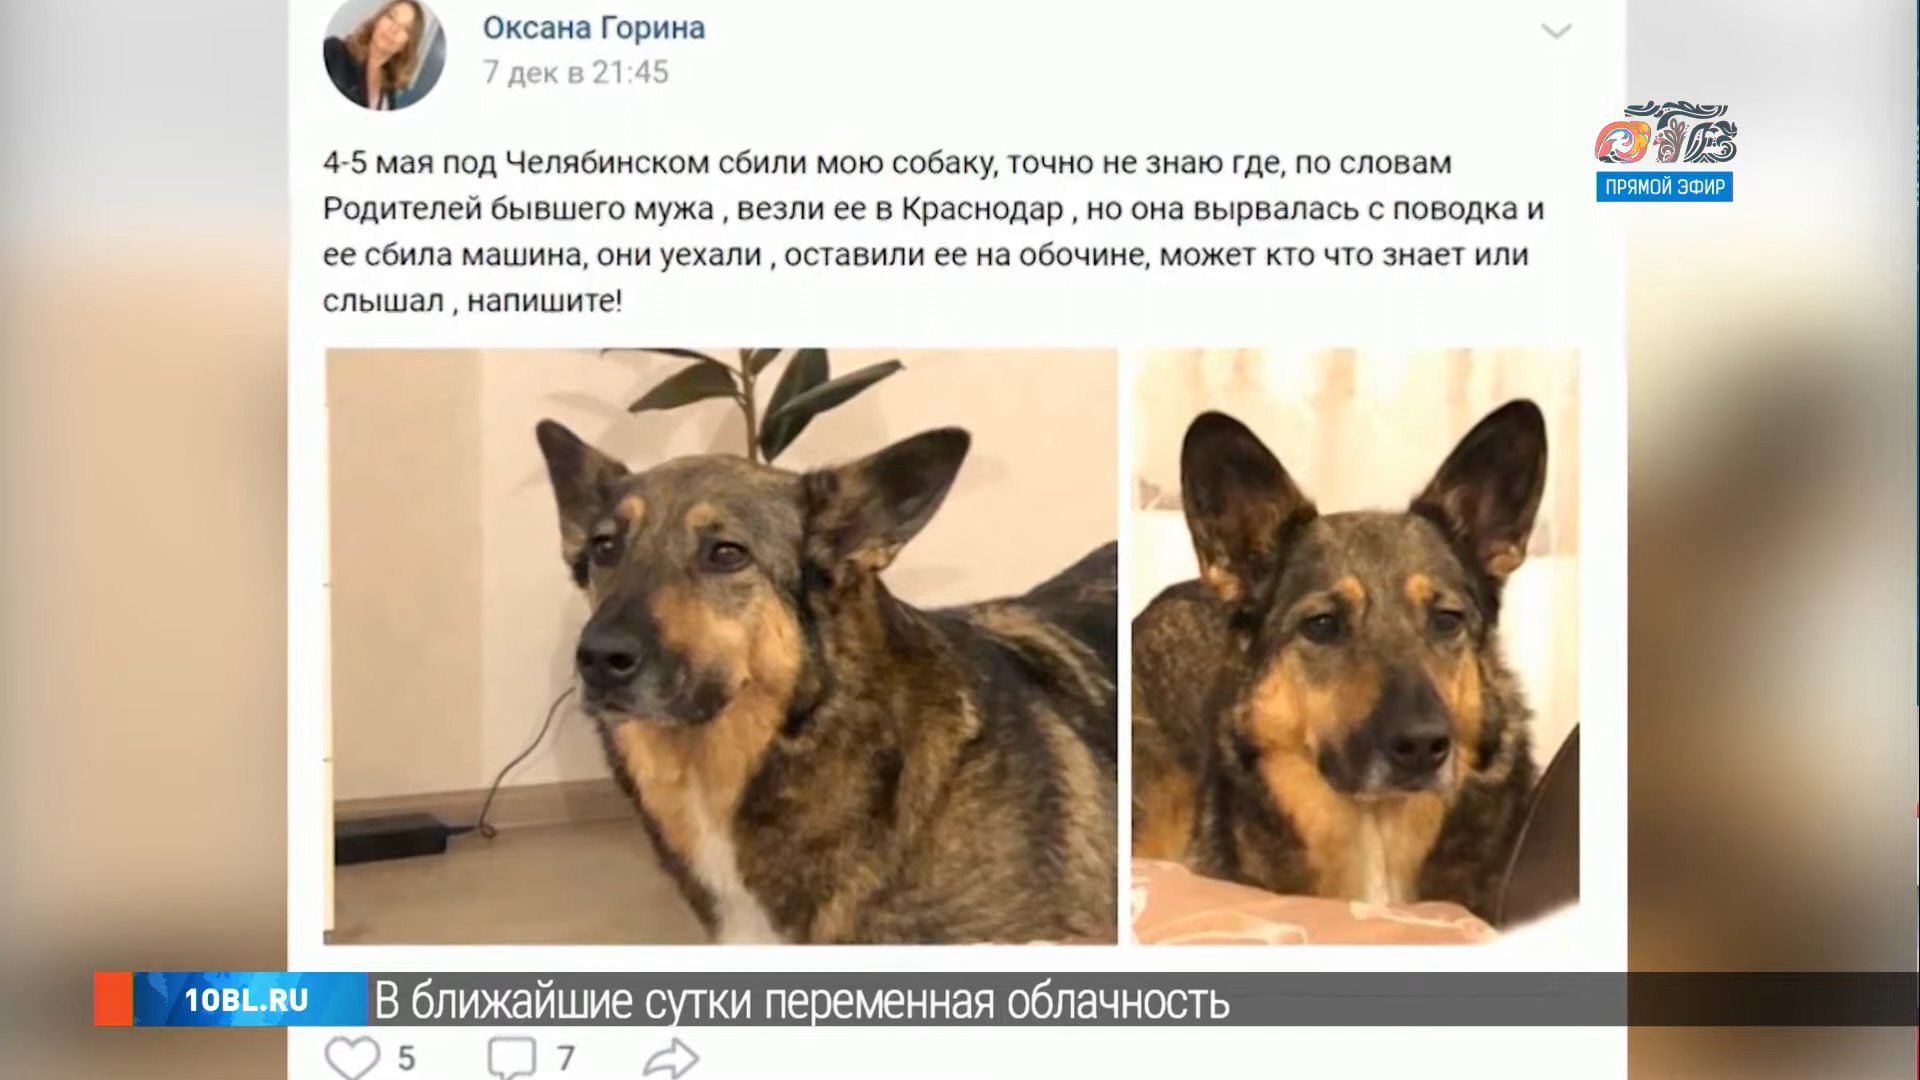 Оксана Горина
7 дек в 21:45
ОТВ
ПРЯМОЙ ЭФИР
4-5 мая под Челябинском сбили мою собаку, точно не знаю где, по словам
Родителей бывшего мужа , везли ее в Краснодар , но она вырвалась с поводка и
ее сбила машина, они уехали , оставили ее на обочине, может кто что знает или
слышал , напишите!
10BL.RU
В ближайшие сутки переменная облачность
5
7